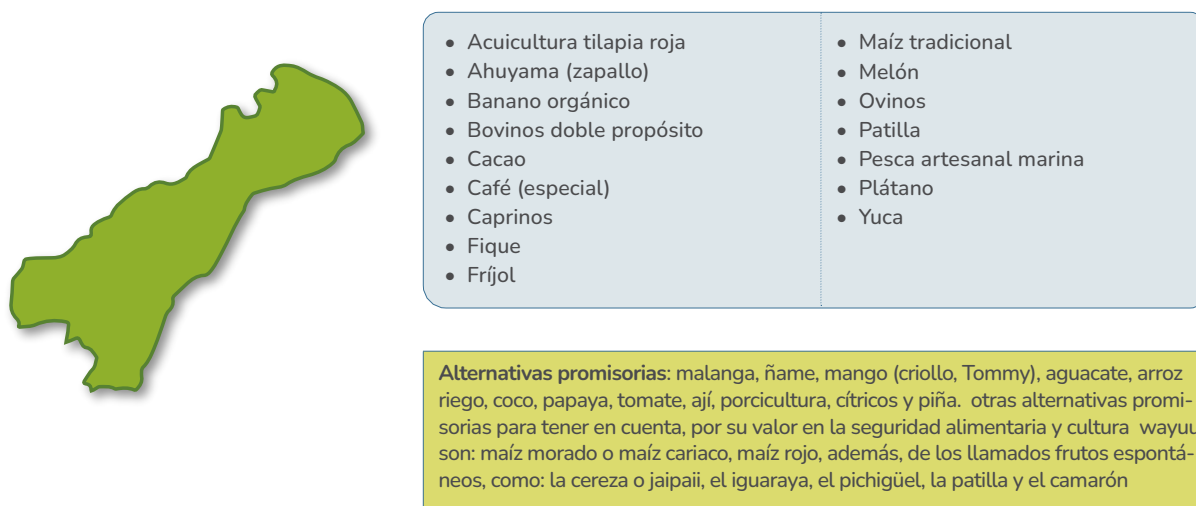 • Acuicultura tilapia roja
• Ahuyama (zapallo)
• Banano orgánico
• Bovinos doble propósito
• Cacao
• Café (especial)
• Caprinos
• Fique
• Fríjol
• Maíz tradicional
• Melón
• Ovinos
• Patilla
• Pesca artesanal marina
• Plátano
• Yuca
Alternativas promisorias: malanga, ñame, mango (criollo, Tommy), aguacate, arroz
riego, coco, papaya, tomate, ají, porcicultura, cítricos y piña. otras alternativas promi-
sorias para tener en cuenta, por su valor en la seguridad alimentaria y cultura wayuu
son: maíz morado o maíz cariaco, maíz rojo, además, de los llamados frutos espontá-
neos, como: la cereza o jaipaii, el iguaraya, el pichigüel, la patilla y el camarón